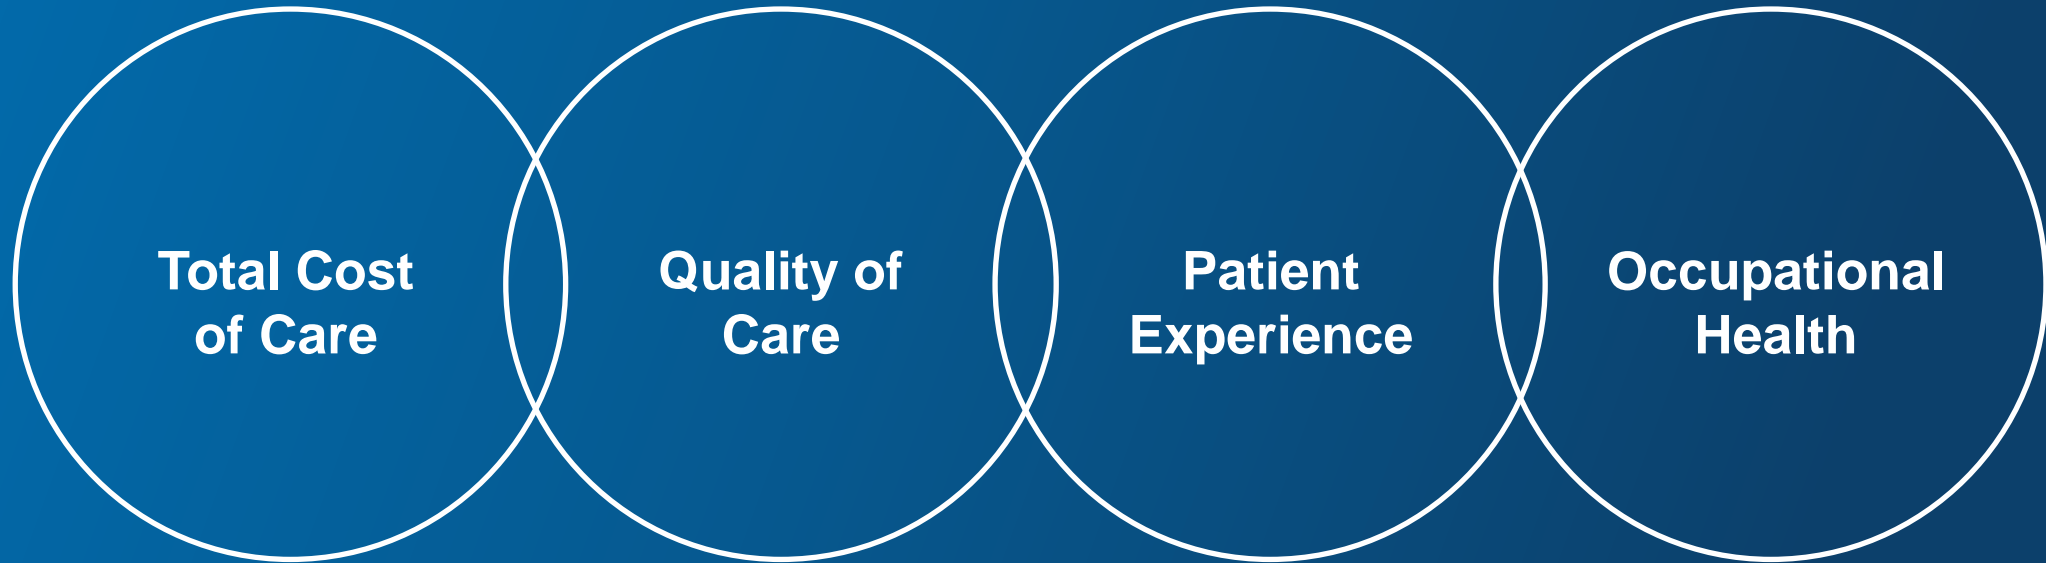 Total Cost
of Care
Quality of
Care
Patient
Experience
Occupational
Health